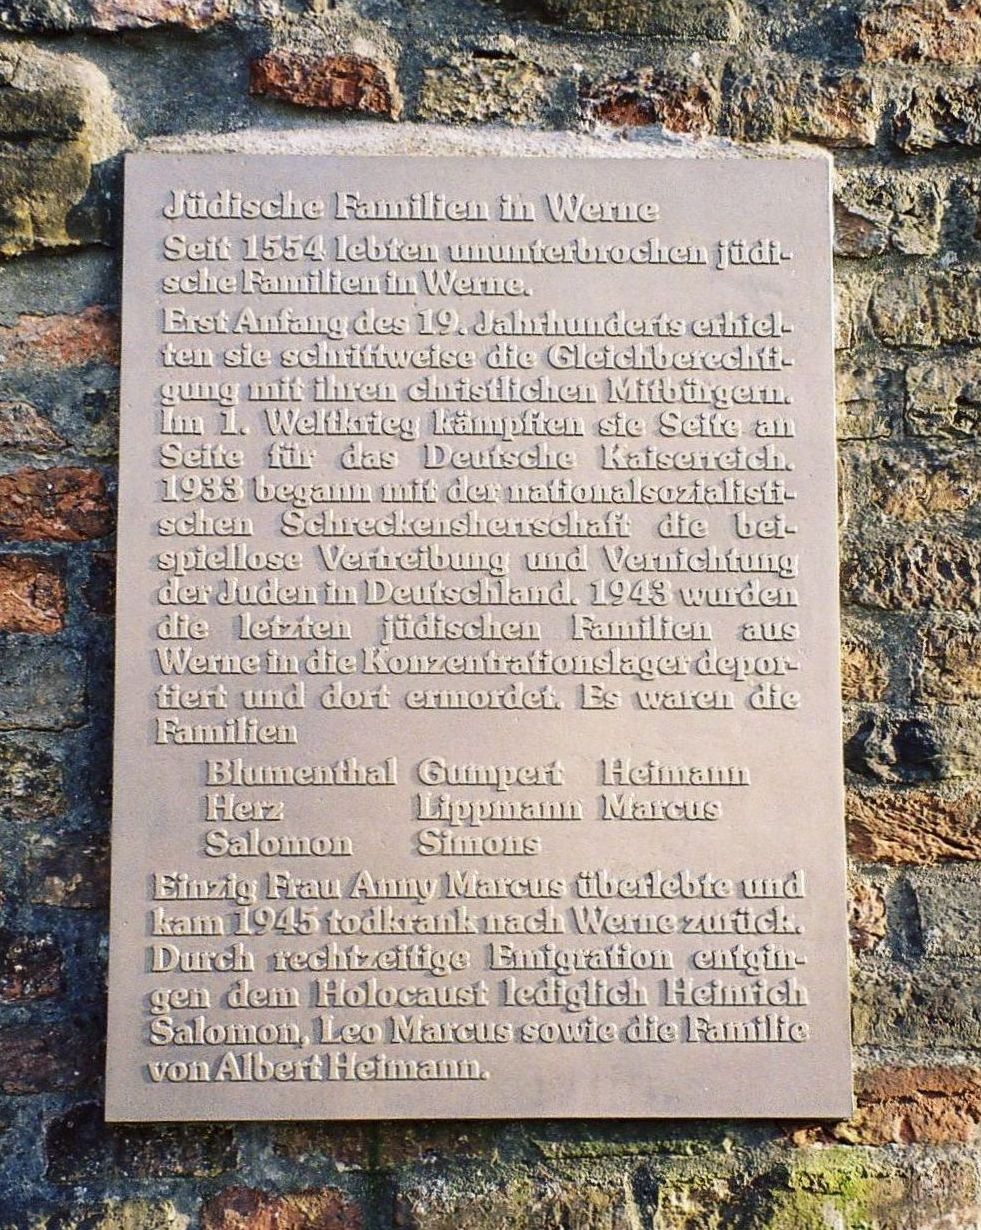 Jüdische Familien in Werne
Seit 1554 lebten ununterbrochen jüdi-
sche Familien in Werne.
Erst Anfang des 19. Jahrhunderts erhiel-
ten sie schrittweise die Gleichberechti-
gung mit ihren christlichen Mitbürgern.
Im 1. Weltkrieg kämpften sie Seite an
Seite für das Deutsche Kaiserreich.
1933 begann mit der nationalsozialisti-
schen Schreckensherrschaft die bei-
spiellose Vertreibung und Vernichtung
der Juden in Deutschland. 1943 wurden
die letzten jüdischen Familien aus
Werne in die Konzentrationslager depor-
tiert und dort ermordet. Es waren die
Familien
Blumenthal Gumpert Heimann
Herz Lippmann Marcus
Salomon Simons
Einzig Frau Anny Marcus überlebte und
kam 1945 todkrank nach Werne zurück.
Durch rechtzeitige Emigration entgin-
gen dem Holocaust lediglich Heinrich
Salomon, Leo Marcus sowie die Familie
von Albert Heimann.